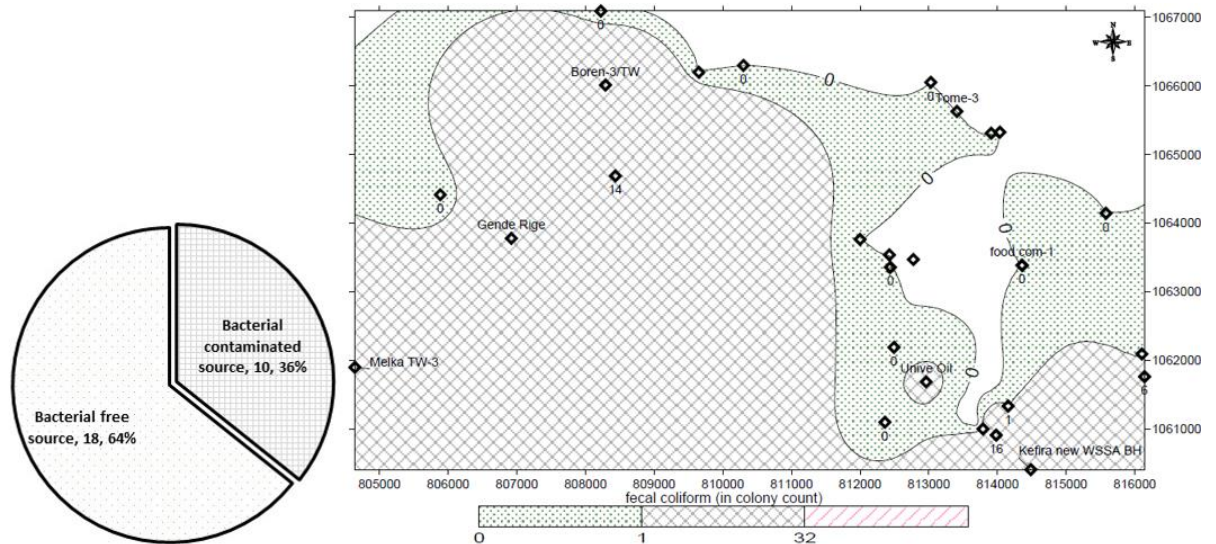 Bacterial
contaminated
source, 10, 36%
Bacterial free
source, 18, 64%
N
W E
S
1067000
1066000
1065000
1064000
1063000
1062000
1061000
0
Boren-3/TW
0
0
0
Tome-3
14
0
0
Gende Rige
0
0
food com-1
0
0
0
Melka TW-3
Unive Oil
0
6
0
1
16
Kefira new WSSA BH
805000 806000 807000 808000 809000 810000 811000 812000 813000 814000 815000 816000
fecal coliform (in colony count)
0 1 32